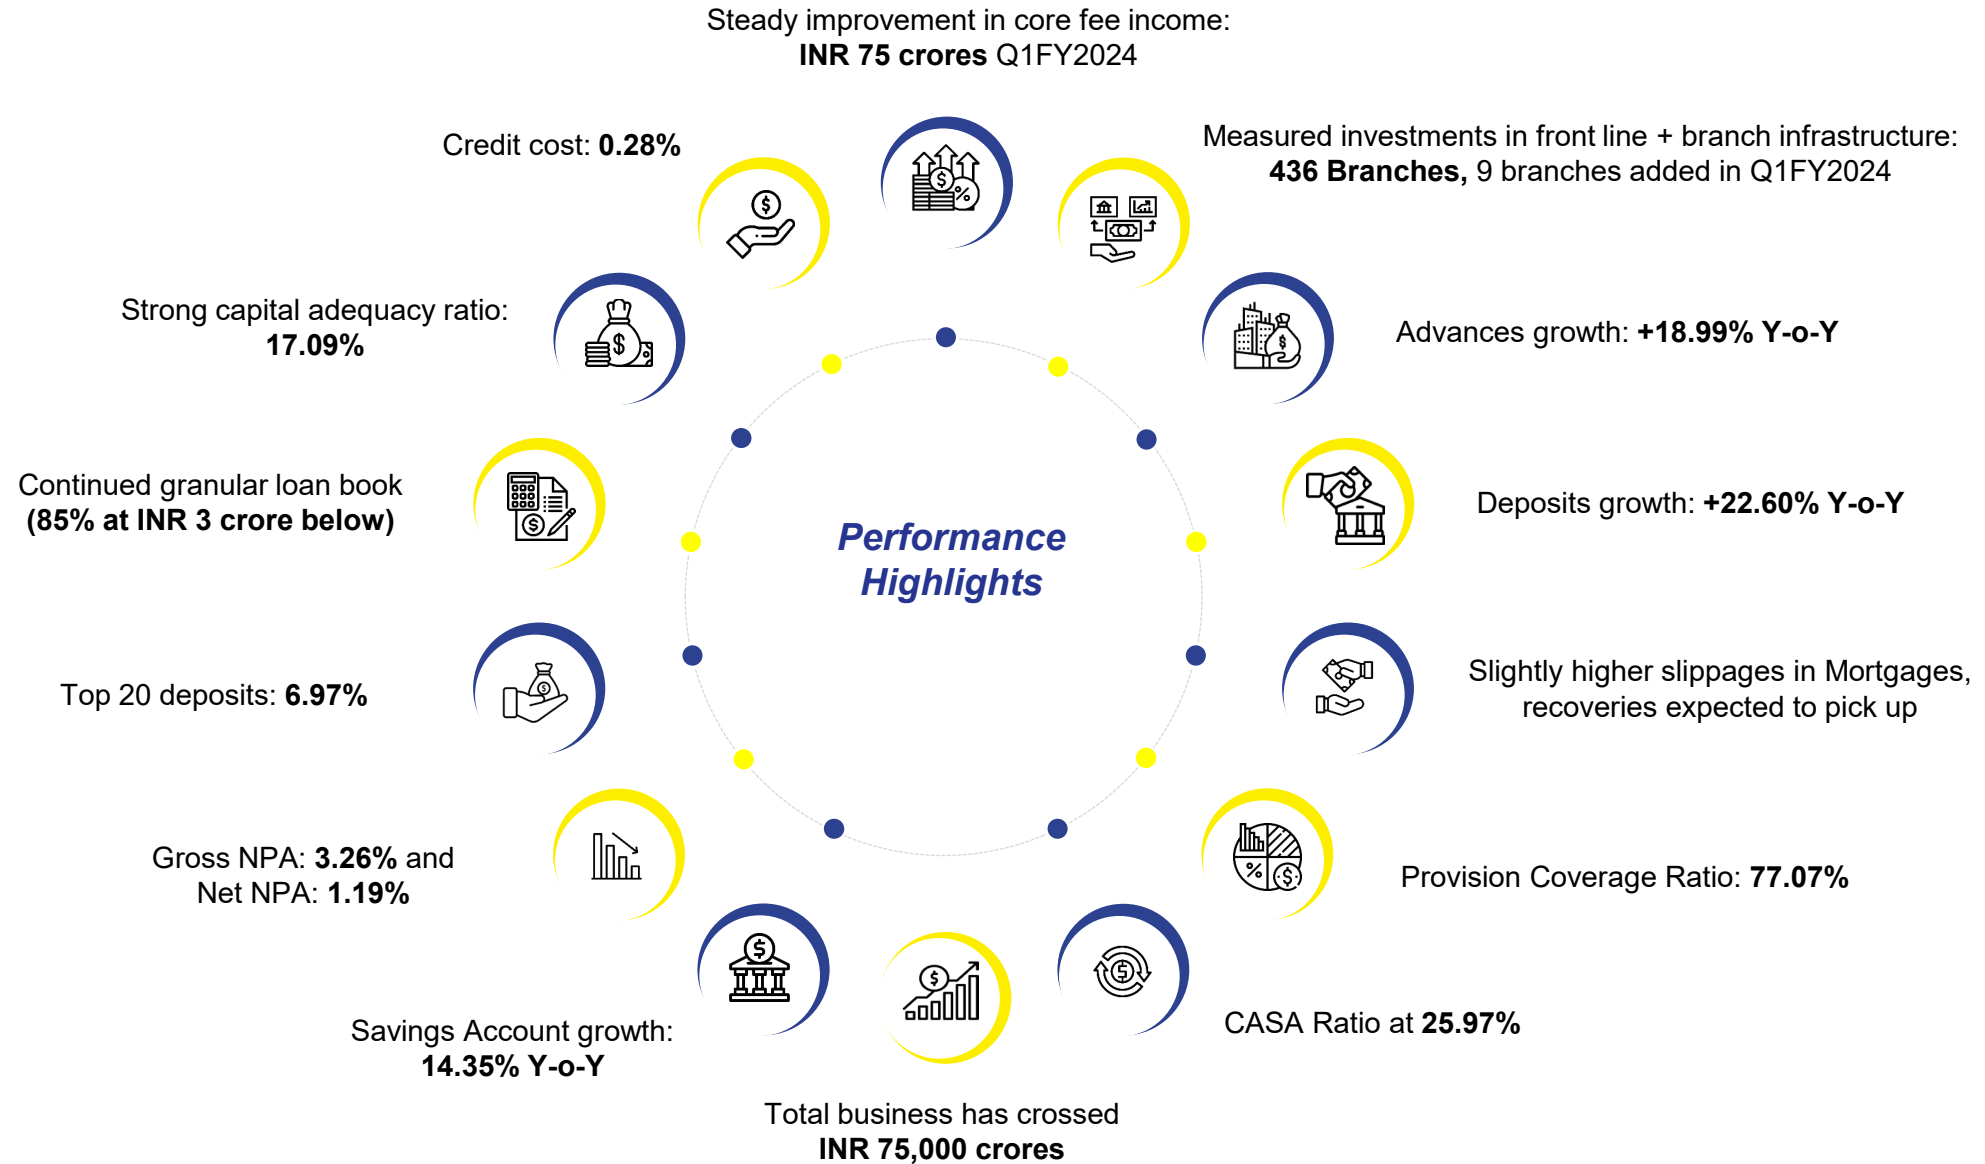 Steady improvement in core fee income:
INR 75 crores Q1FY2024
Measured investments in front line + branch infrastructure:
436 Branches, 9 branches added in Q1FY2024
Advances growth: +18.99% Y-o-Y
Deposits growth: +22.60% Y-o-Y
Slightly higher slippages in Mortgages,
recoveries expected to pick up
Provision Coverage Ratio: 77.07%
CASA Ratio at 25.97%
Total business has crossed
INR 75,000 crores
Savings Account growth:
14.35% Y-o-Y
Gross NPA: 3.26% and
Net NPA: 1.19%
Top 20 deposits: 6.97%
Continued granular loan book
(85% at INR 3 crore below)
Strong capital adequacy ratio:
17.09%
Credit cost: 0.28%
Performance
Highlights